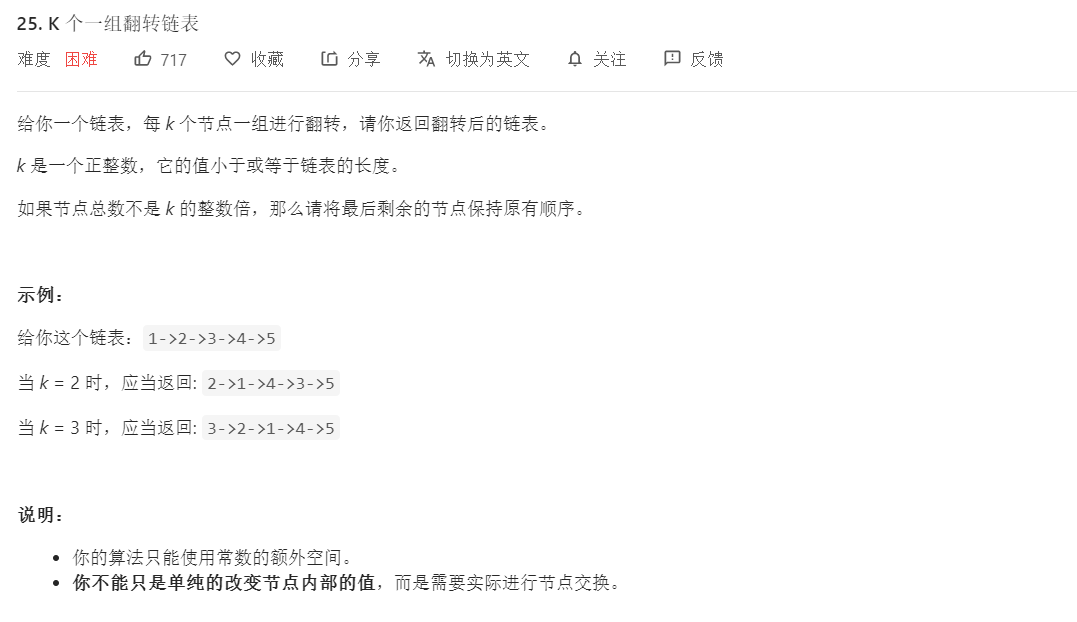 25. K 个一组翻转链表
难度 困难 717 收藏 分享 切换为英文 关注 反馈
给你一个链表，每 k 个节点一组进行翻转，请你返回翻转后的链表。
k 是一个正整数，它的值小于或等于链表的长度。
如果节点总数不是 k 的整数倍，那么请将最后剩余的节点保持原有顺序。
示例：
给你这个链表：1->2->3->4->5
当 k = 2 时，应当返回: 2->1->4->3->5
当 k = 3 时，应当返回: 3->2->1->4->5
说明：
• 你的算法只能使用常数的额外空间。
• 你不能只是单纯的改变节点内部的值，而是需要实际进行节点交换。